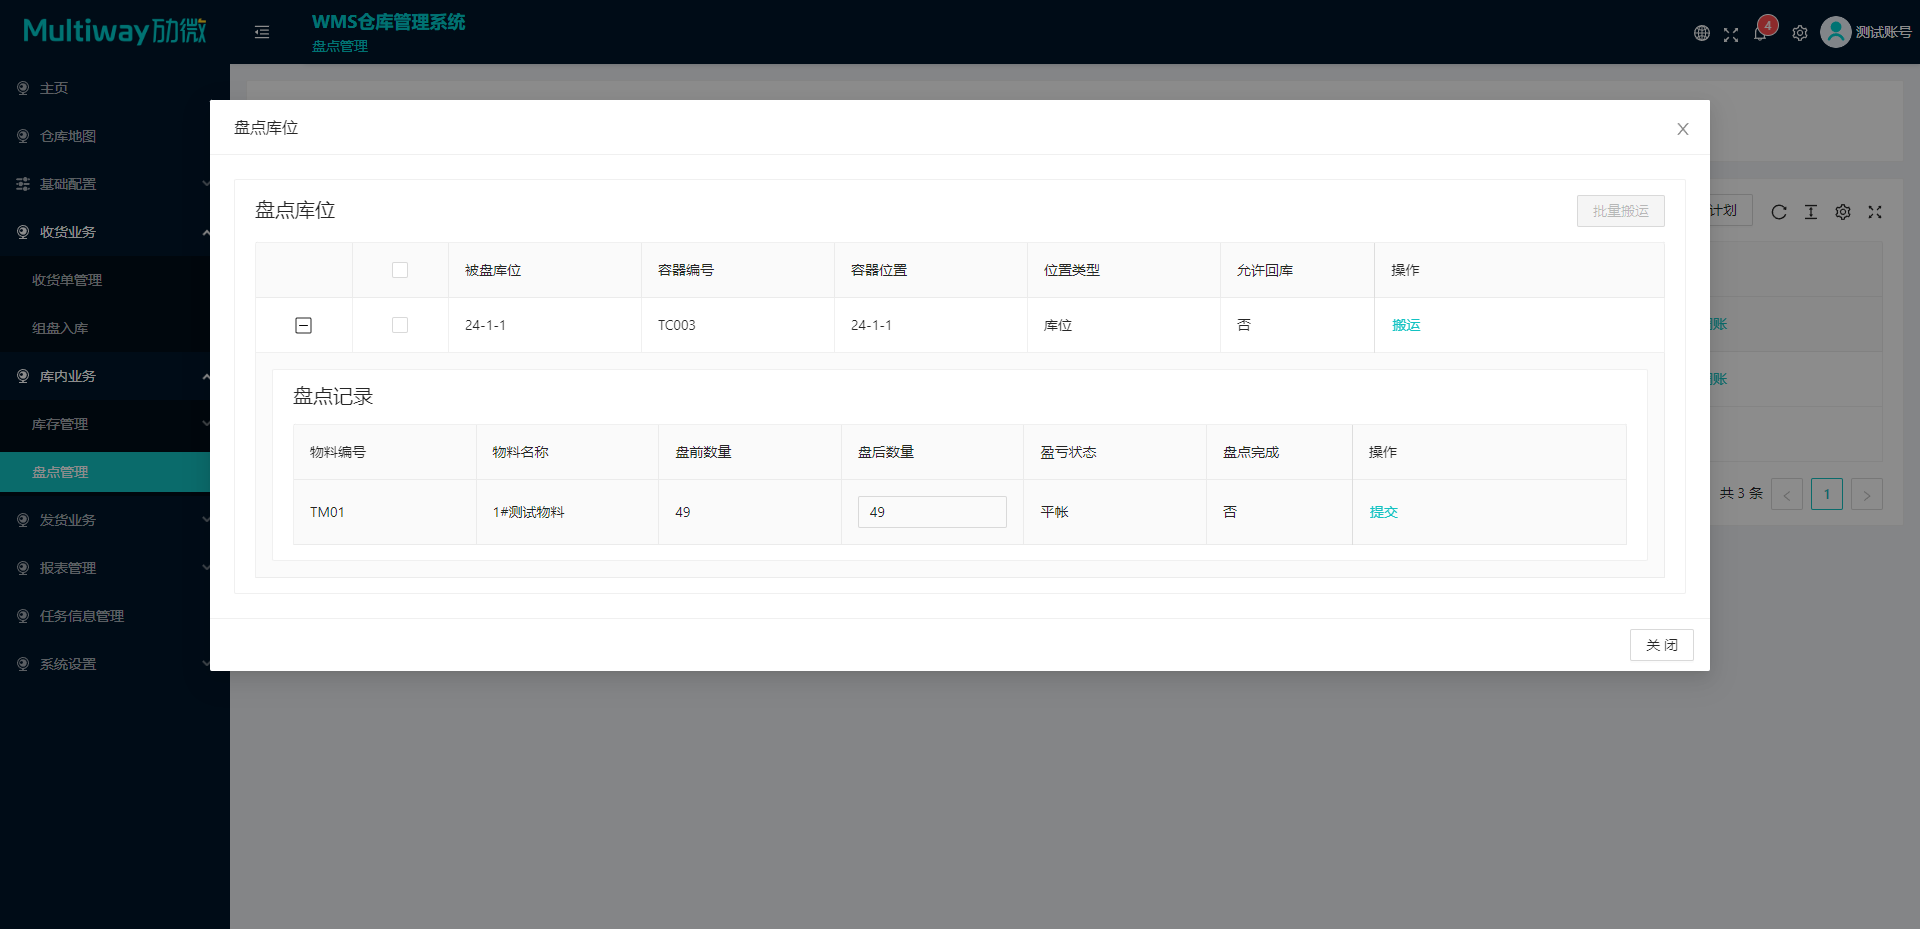 Multiway劢微
WMS仓库管理系统
盘点管理
4
测试账号
主页
仓库地图
基础配置
收货业务
收货单管理
组盘入库
库内业务
库存管理
盘点管理
发货业务
报表管理
任务信息管理
系统设置
盘点库位
盘点库位
批量搬运
被盘库位 容器编号 容器位置 位置类型 允许回库 操作
24-1-1 TC003 24-1-1 库位 否 搬运
盘点记录
物料编号 物料名称 盘前数量 盘后数量 盈亏状态 盘点完成 操作
TM01 1#测试物料 49 49 平帐 否 提交
关 闭
计划
账
账
共 3 条 < 1 >